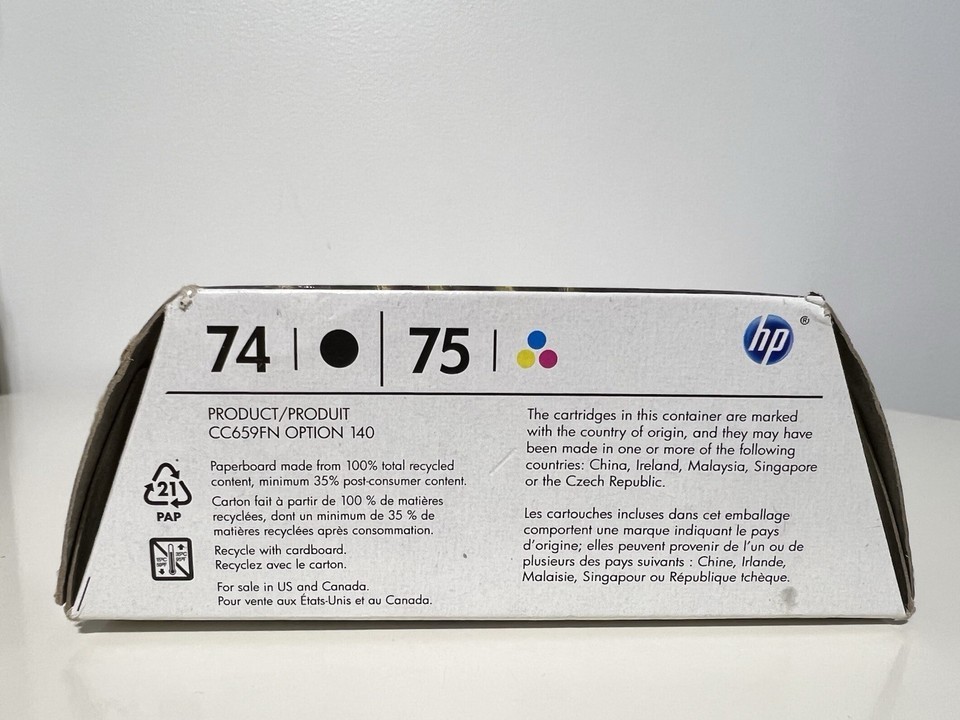 74 | 75 | hp®
PRODUCT/PRODUIT
CC659FN OPTION 140
Paperboard made from 100% total recycled
content, minimum 35% post-consumer content.
Carton fait à partir de 100 % de matières
recyclées, dont un minimum de 35 % de
matières recyclées après consommation.
21
PAP
Recycle with cardboard.
Recyclez avec le carton.
For sale in US and Canada.
Pour vente aux États-Unis et au Canada.
The cartridges in this container are marked
with the country of origin, and they may have
been made in one or more of the following
countries: China, Ireland, Malaysia, Singapore
or the Czech Republic.
Les cartouches incluses dans cet emballage
comportent une marque indiquant le pays
d'origine; elles peuvent provenir de l'un ou de
plusieurs des pays suivants : Chine, Irlande,
Malaisie, Singapour ou République tchèque.